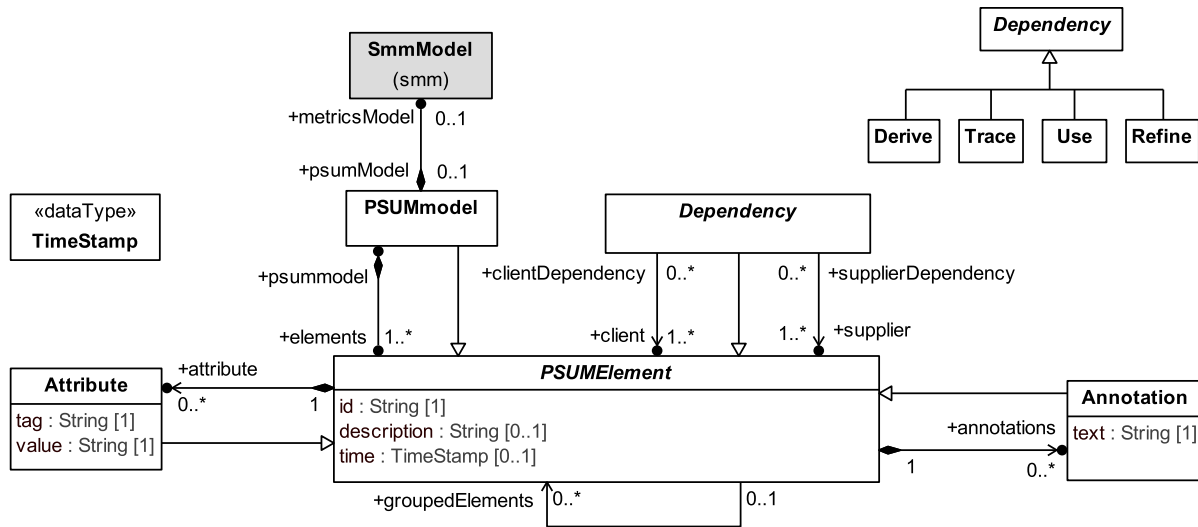 Dependency
SmmModel
(smm)
+metricsModel
0..1
Derive
Trace
Use
Refine
+psumModel
0..1
«dataType»
TimeStamp
PSUMmodel
Dependency
+psummodel
+clientDependency
0..*
0..*
+supplierDependency
+elements
1..*
+client
1..*
1..*
+supplier
PSUMElement
Attribute
+attribute
0..*
1
tag : String [1]
value : String [1]
id : String [1]
description : String [0..1]
time : TimeStamp [0..1]
Annotation
text : String [1]
+annotations
1
0..*
+groupedElements
0..*
0..1